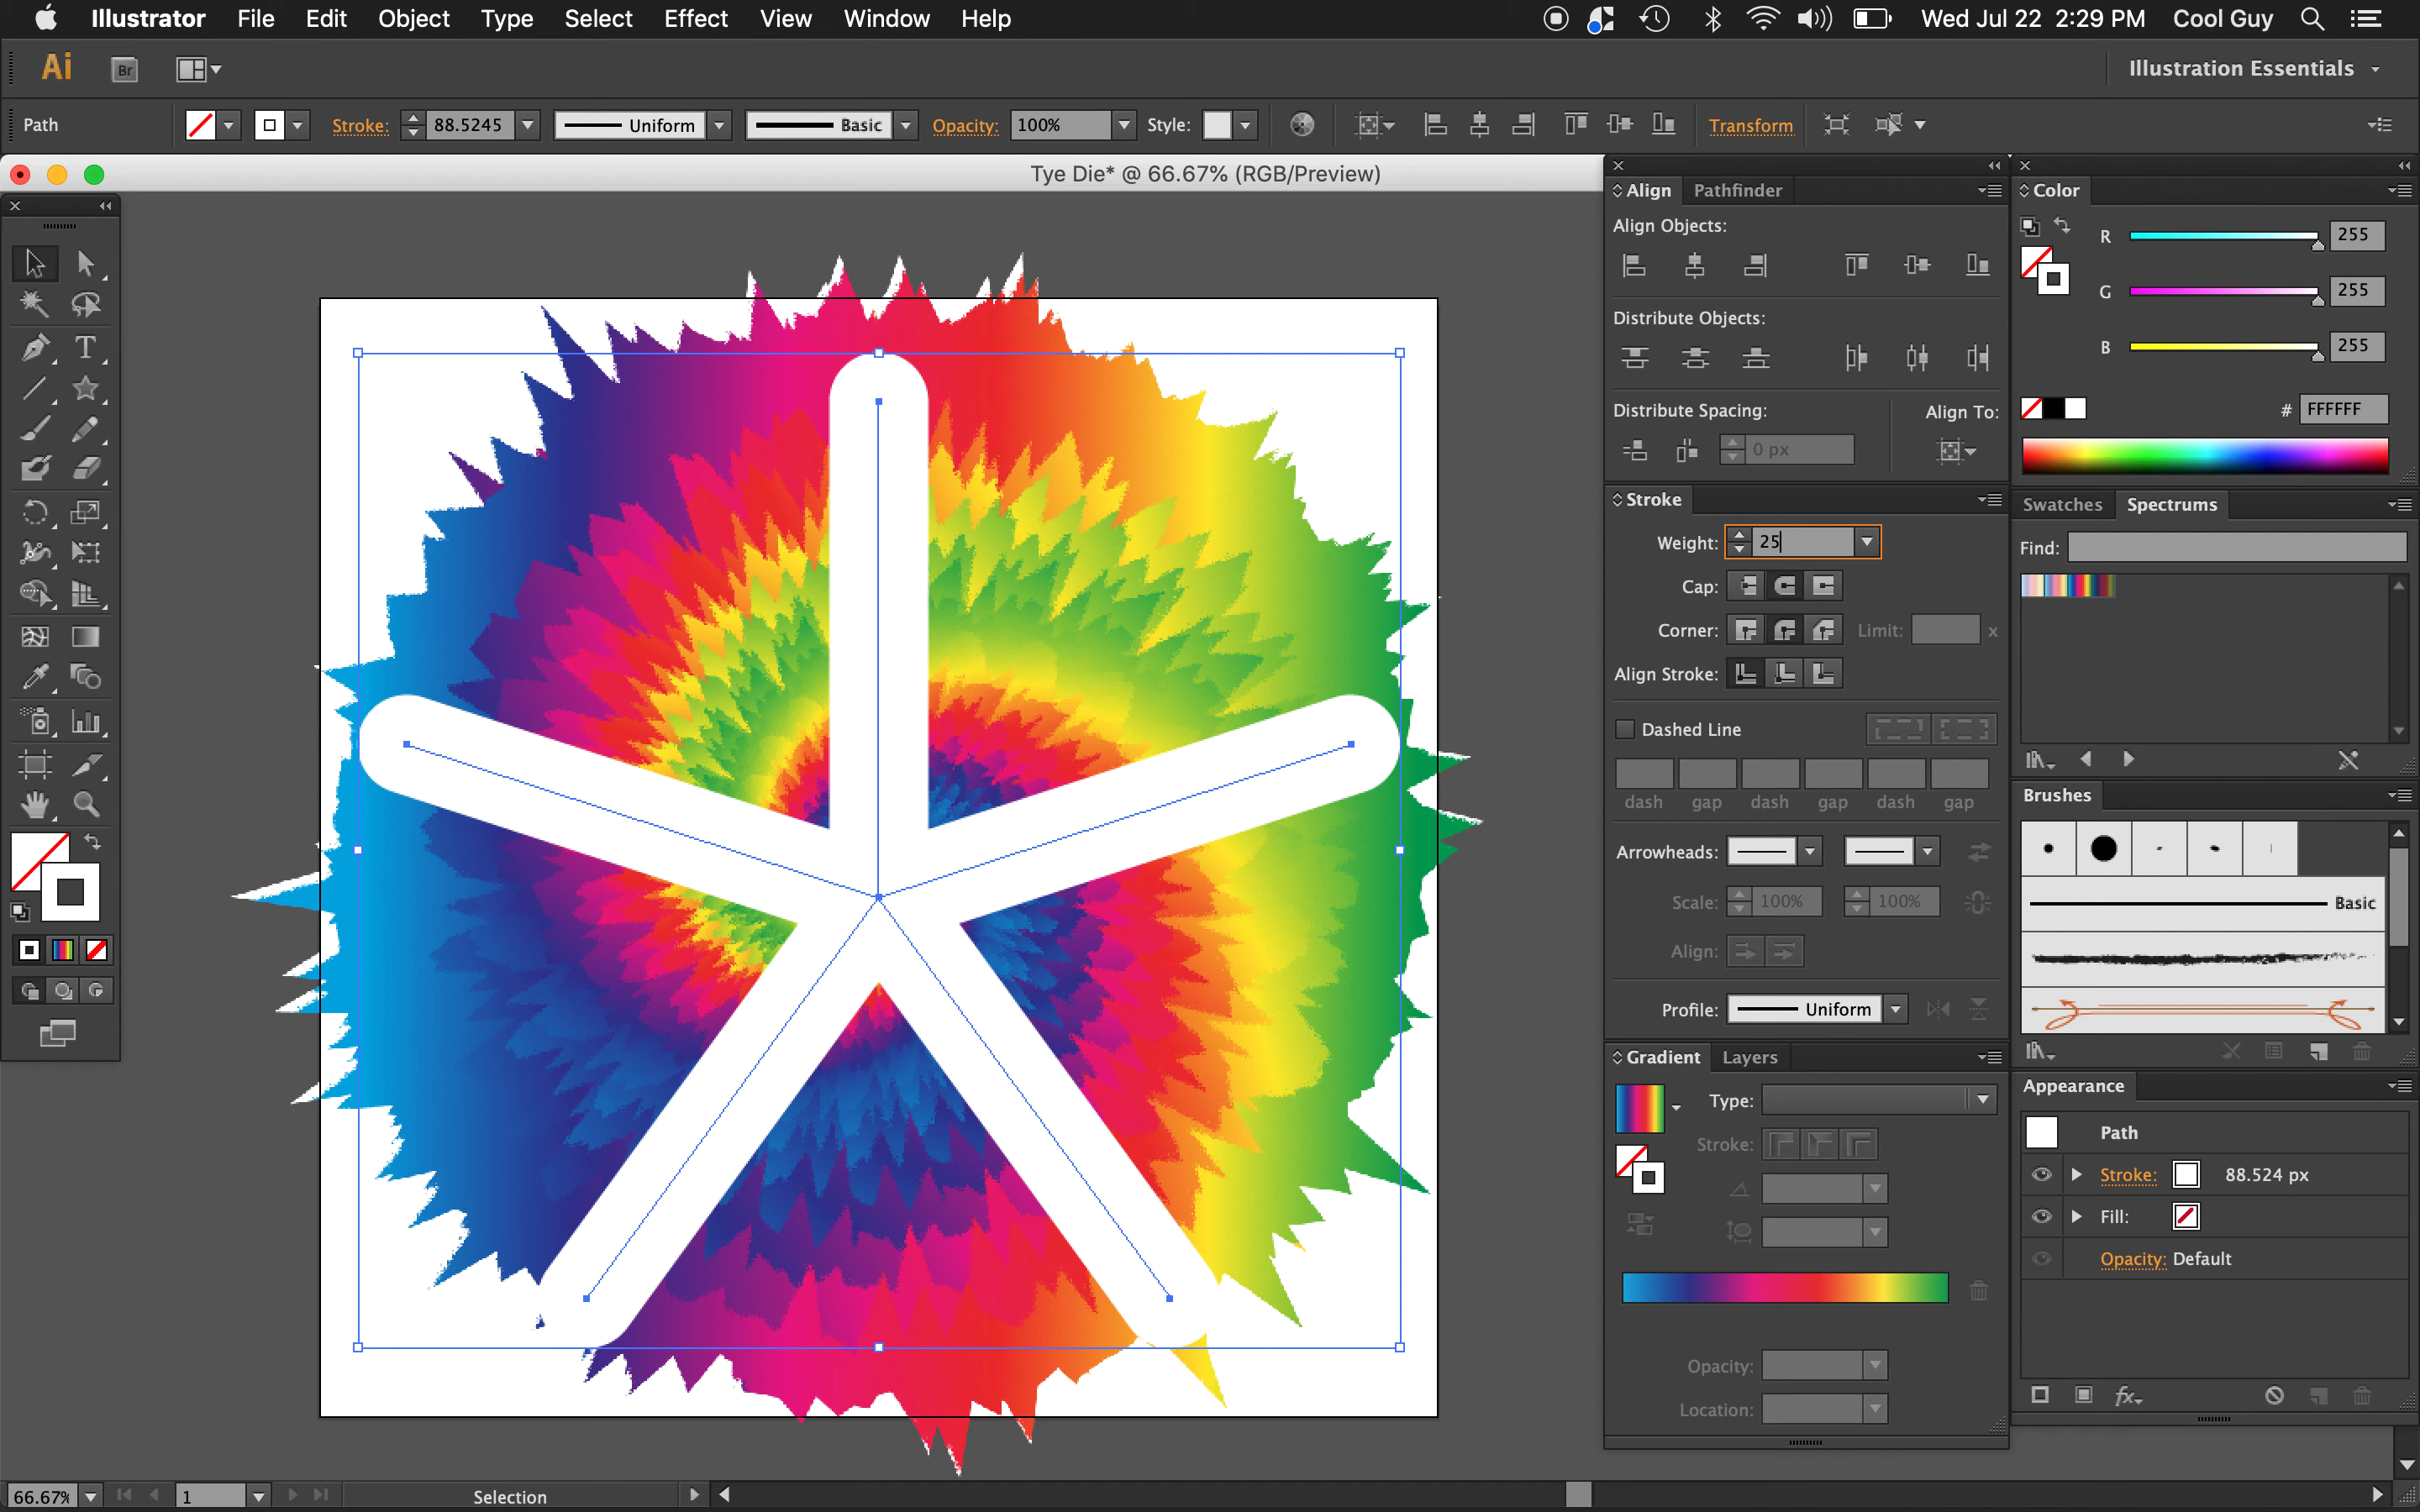 Illustrator File Edit Object Type Select Effect View Window Help Wed Jul 22 2:29 PM Cool Guy
Ai Br Illustration Essentials
Path Stroke: 88.5245 Uniform Basic Opacity: 100% Style: Transform
Tye Die* @ 66.67% (RGB/Preview)
Align Pathfinder
Align Objects:
Distribute Objects:
Distribute Spacing: Align To:
0 px
Stroke
Weight: 25
Cap:
Corner: Limit: x
Align Stroke:
Dashed Line
dash gap dash gap dash gap
Arrowheads:
Scale: 100% 100%
Align:
Profile: Uniform
Gradient Layers
Type:
Stroke:
Opacity:
Location:
Color
R 255
G 255
B 255
# FFFFFF
Swatches Spectrums
Find:
Brushes
Basic
Appearance
Path
Stroke: 88.524 px
Fill:
Opacity: Default
fx
T
66.67% 1 Selection